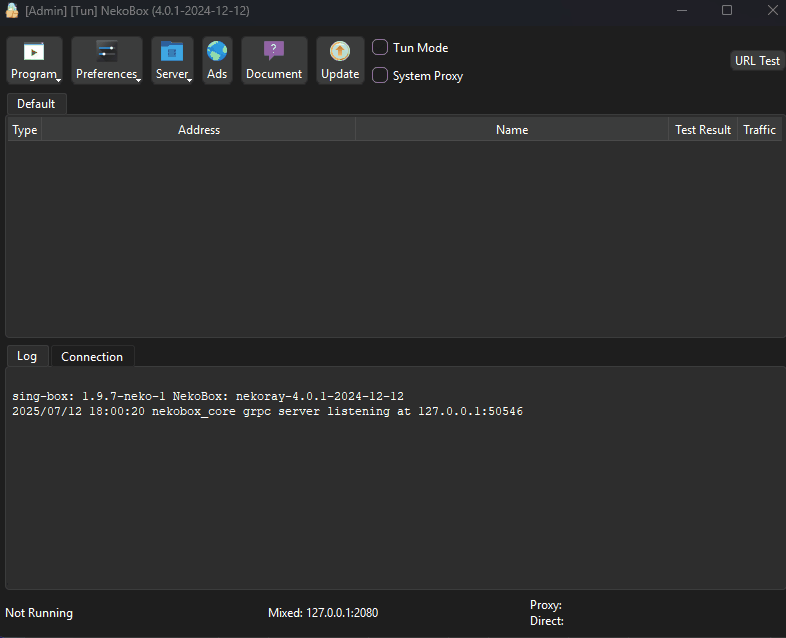 [Admin] [Tun] NekoBox (4.0.1-2024-12-12)
Program Preferences Server Ads Document Update
Tun Mode
System Proxy
URL Test
Default
Type Address Name Test Result Traffic
Log Connection
sing-box: 1.9.7-neko-1 NekoBox: nekoray-4.0.1-2024-12-12
2025/07/12 18:00:20 nekobox_core grpc server listening at 127.0.0.1:50546
Not Running
Mixed: 127.0.0.1:2080
Proxy:
Direct: